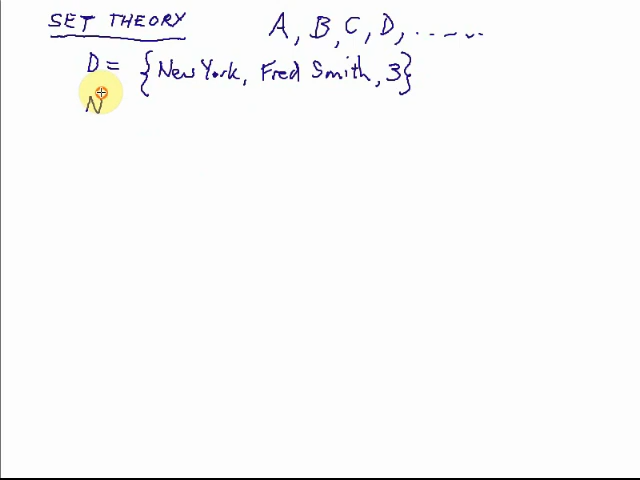 SET THEORY A, B, C, D, .......
D = {New York, Fred Smith, 3}
N